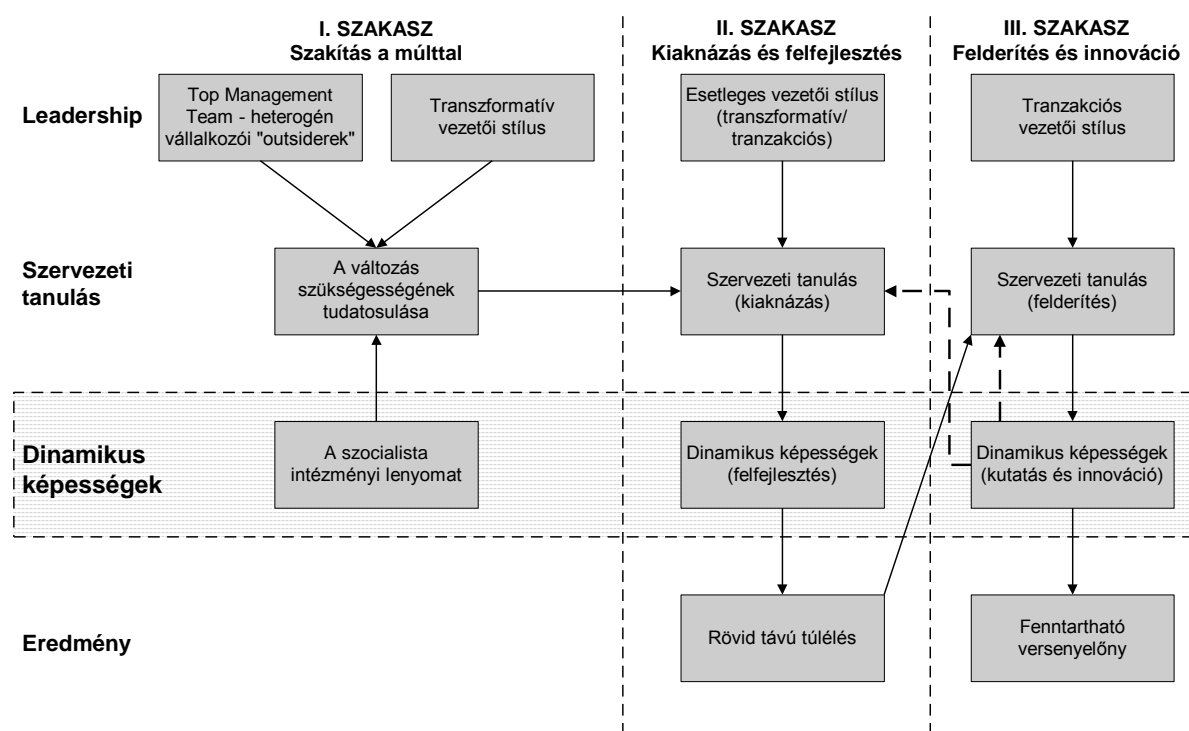 I. SZAKASZ
Szakítás a múlttal
II. SZAKASZ
Kiaknázás és felfejlesztés
III. SZAKASZ
Felderítés és innováció
Leadership
Top Management
Team - heterogén
vállalkozói "outsiderek"
Transzformatív
vezetői stílus
Esetleges vezetői stílus
(transzformatív/
tranzakciós)
Tranzakciós
vezetői stílus
Szervezeti
tanulás
A változás
szükségességének
tudatosulása
Szervezeti tanulás
(kiaknázás)
Szervezeti tanulás
(felderítés)
Dinamikus
képességek
A szocialista
intézményi lenyomat
Dinamikus képességek
(felfejlesztés)
Dinamikus képességek
(kutatás és innováció)
Eredmény
Rövid távú túlélés
Fenntartható
versenyelőny